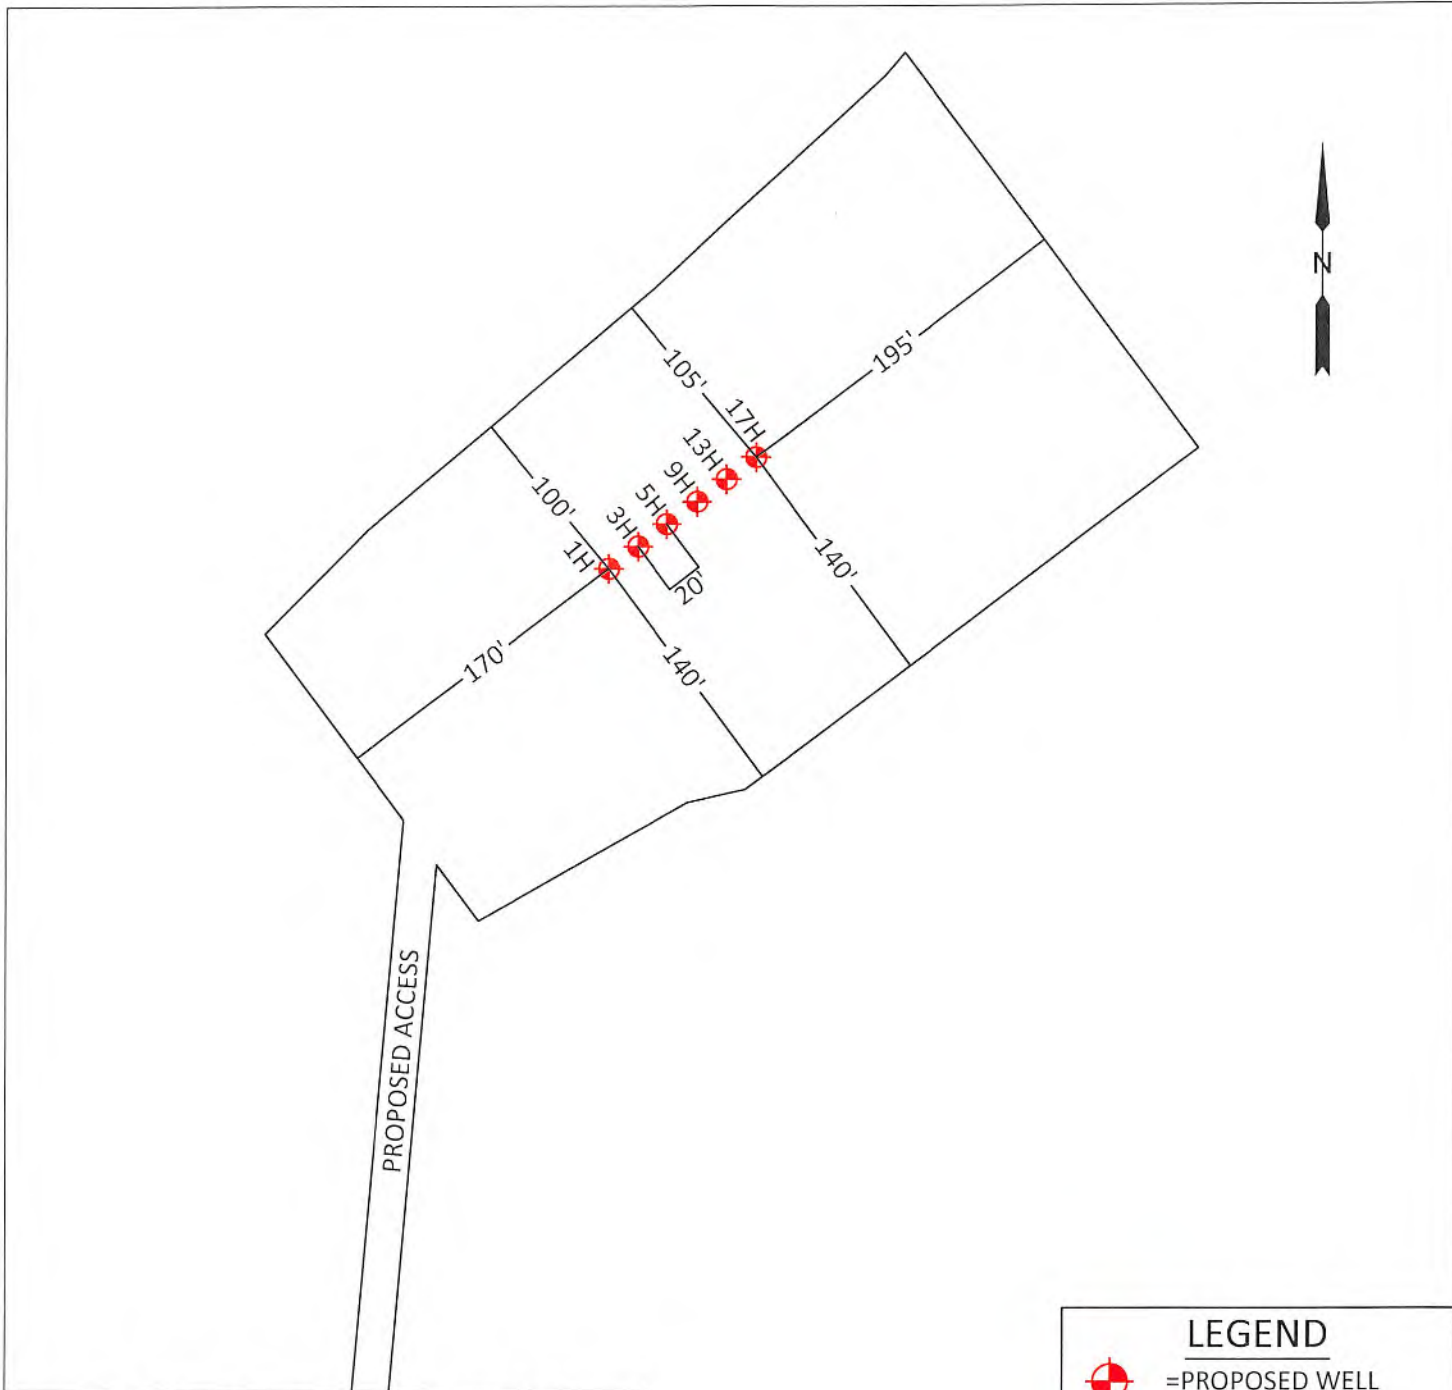 N
105'
195'
17H
13H
9H
5H
3H
1H
100'
20'
140'
140'
170'
PROPOSED ACCESS
LEGEND
=PROPOSED WELL